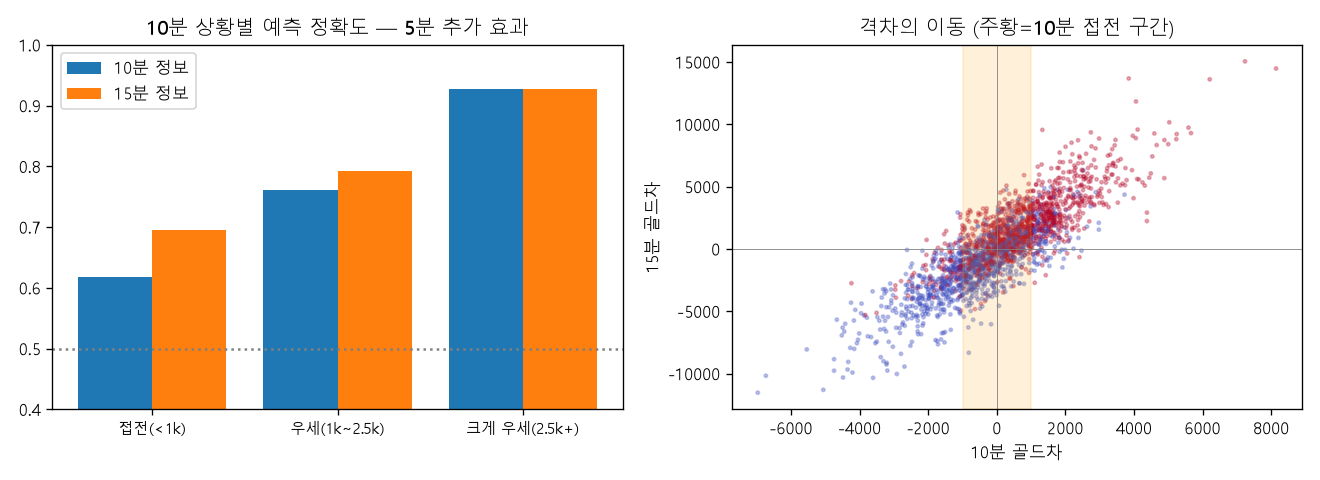 10분 상황별 예측 정확도 — 5분 추가 효과
10분 정보
15분 정보
1.0
0.9
0.8
0.7
0.6
0.5
0.4
접전(<1k)
우세(1k~2.5k)
크게 우세(2.5k+)
격차의 이동 (주황=10분 접전 구간)
15분 골드차
15000
10000
5000
0
-5000
-10000
-6000
-4000
-2000
0
2000
4000
6000
8000
10분 골드차